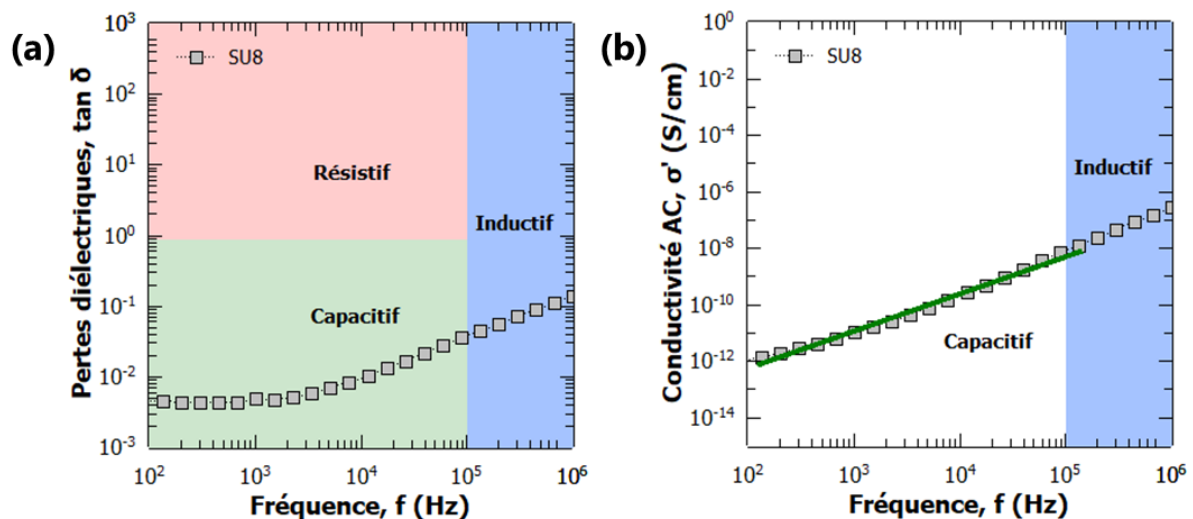 (a)
Pertes diélectriques, tan δ
10³
10²
10¹
10⁰
10⁻¹
10⁻²
10⁻³
SU8
Résistif
Inductif
Capacitif
10² 10³ 10⁴ 10⁵ 10⁶
Fréquence, f (Hz)
(b)
Conductivité AC, σ' (S/cm)
10⁰
10⁻²
10⁻⁴
10⁻⁶
10⁻⁸
10⁻¹⁰
10⁻¹²
10⁻¹⁴
SU8
Inductif
Capacitif
10² 10³ 10⁴ 10⁵ 10⁶
Fréquence, f (Hz)